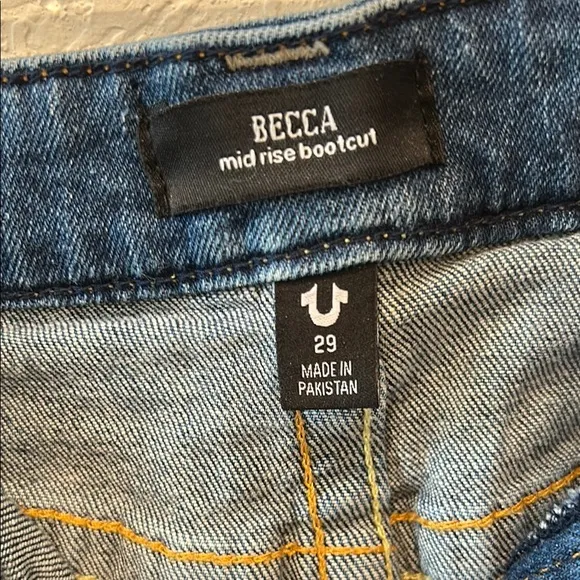 BECCA
mid rise bootcut
29
MADE IN
PAKISTAN